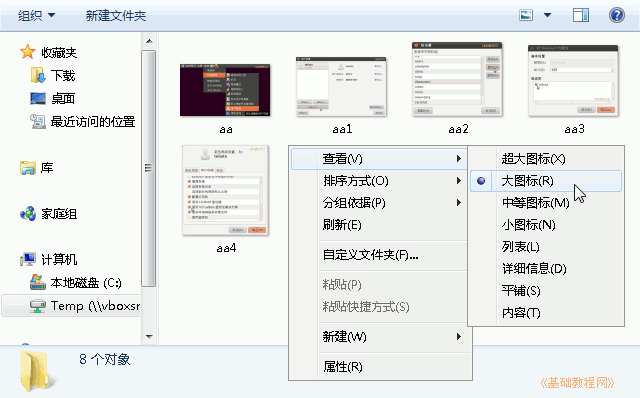 组织 新建文件夹
收藏夹
下载
桌面
最近访问的位置
库
家庭组
计算机
本地磁盘 (C:)
Temp (\\vboxsr
aa
aa1
aa2
aa3
aa4
查看(V)
排序方式(O)
分组依据(P)
刷新(E)
自定义文件夹(F)...
粘贴(P)
粘贴快捷方式(S)
新建(W)
属性(R)
超大图标(X)
大图标(R)
中等图标(M)
小图标(N)
列表(L)
详细信息(D)
平铺(S)
内容(T)
8 个对象
《基础教程网》